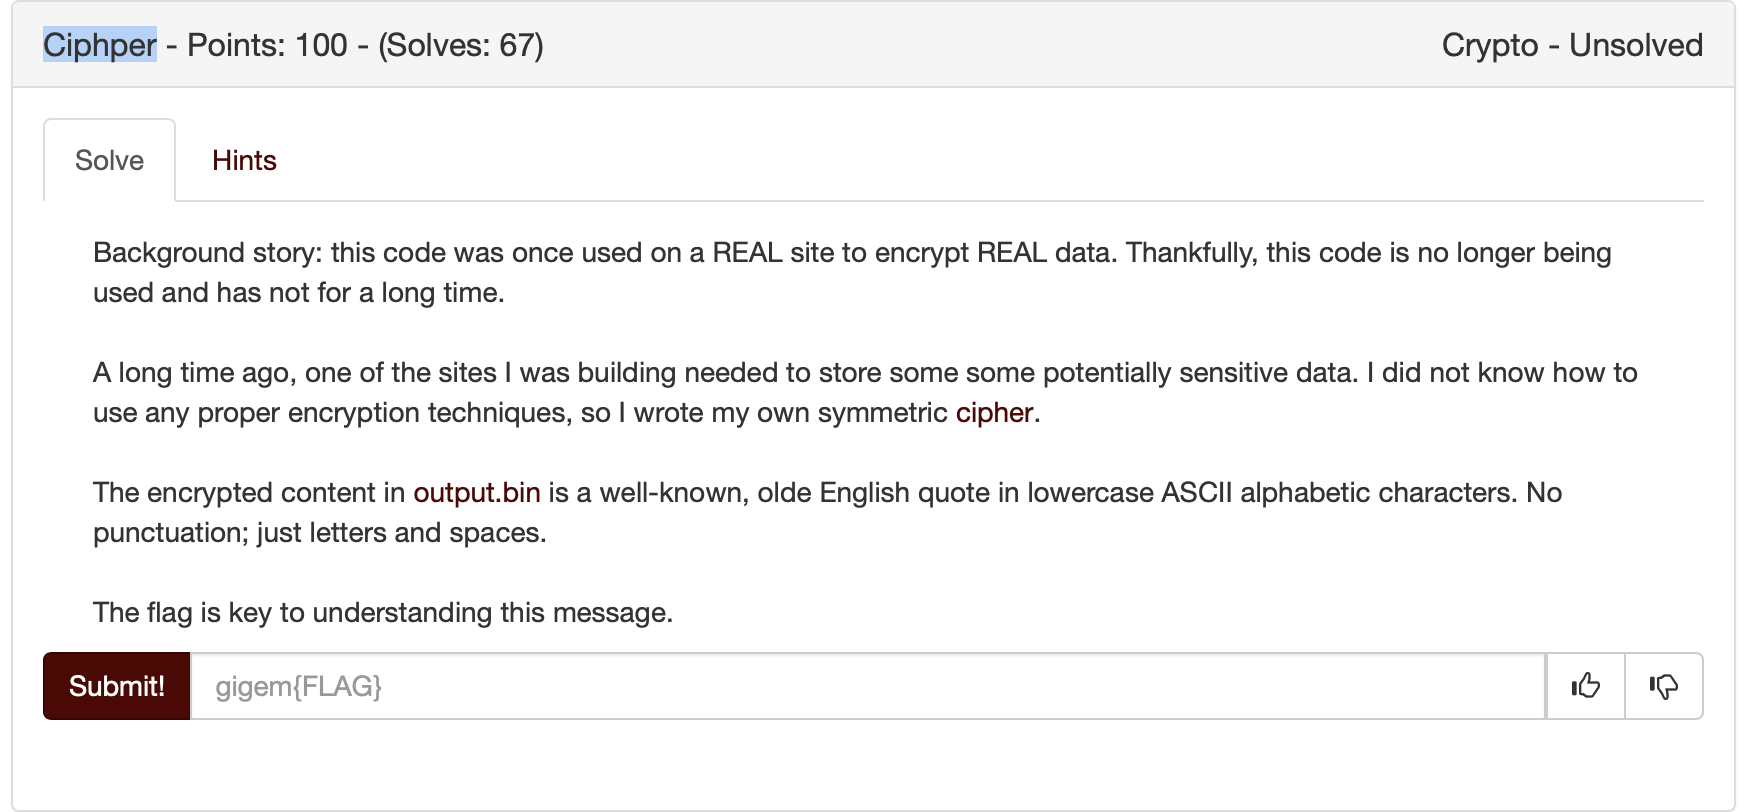 Ciphper - Points: 100 - (Solves: 67)
Crypto - Unsolved
Solve
Hints
Background story: this code was once used on a REAL site to encrypt REAL data. Thankfully, this code is no longer being
used and has not for a long time.
A long time ago, one of the sites I was building needed to store some some potentially sensitive data. I did not know how to
use any proper encryption techniques, so I wrote my own symmetric cipher.
The encrypted content in output.bin is a well-known, olde English quote in lowercase ASCII alphabetic characters. No
punctuation; just letters and spaces.
The flag is key to understanding this message.
Submit!
gigem{FLAG}